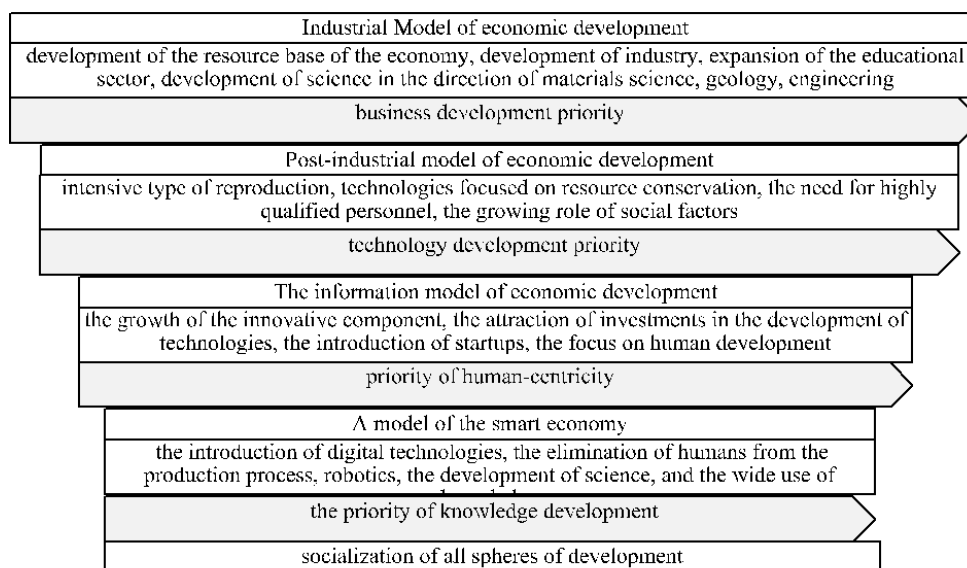 Industrial Model of economic development
development of the resource base of the economy, development of industry, expansion of the educational
sector, development of science in the direction of materials science, geology, engineering
business development priority
Post-industrial model of economic development
intensive type of reproduction, technologies focused on resource conservation, the need for highly
qualified personnel, the growing role of social factors
technology development priority
The information model of economic development
the growth of the innovative component, the attraction of investments in the development of
technologies, the introduction of startups, the focus on human development
priority of human-centricity
A model of the smart economy
the introduction of digital technologies, the elimination of humans from the
production process, robotics, the development of science, and the wide use of
the priority of knowledge development
socialization of all spheres of development